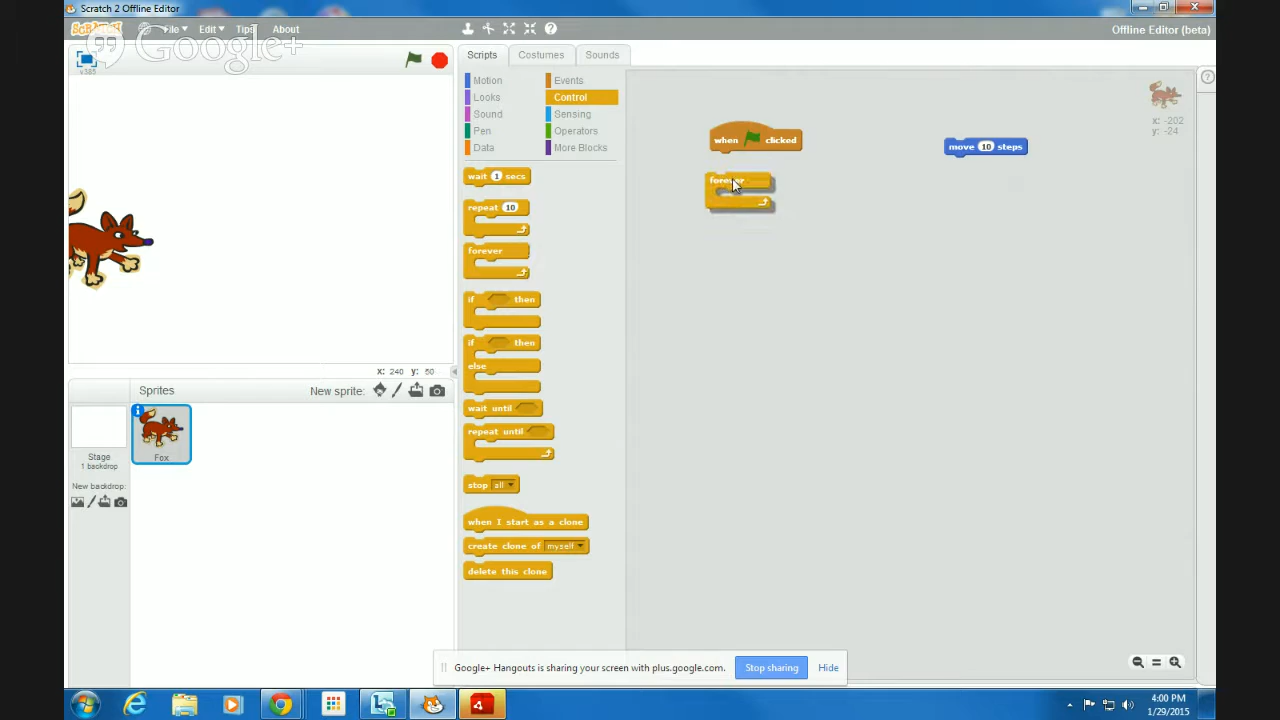 Scratch 2 Offline Editor
SCRATCH File Edit Tips About
Offline Editor (beta)
Google+
v385
Scripts Costumes Sounds
Motion Events
Looks Control
Sound Sensing
Pen Operators
Data More Blocks
wait 1 secs
repeat 10
forever
if then
if then
else
wait until
repeat until
stop all
when I start as a clone
create clone of myself
delete this clone
when clicked
forever
move 10 steps
x: -202
y: -24
x: 240 y: 50
Sprites New sprite:
Stage
1 backdrop
New backdrop:
Fox
Google+ Hangouts is sharing your screen with plus.google.com. Stop sharing Hide
4:00 PM
1/29/2015